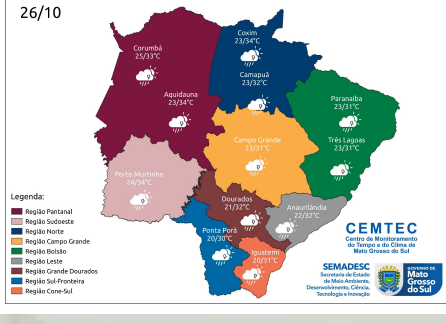 26/10
Corumbá
25/33°C
Coxim
23/34°C
Camapuã
23/32°C
Aquidauna
23/34°C
Paranaiba
23/31°C
Três Lagoas
23/31°C
Campo Grande
23/31°C
Porto Murtinho
24/34°C
Dourados
21/32°C
Anaurilândia
22/32°C
Ponta Porã
20/30°C
Iguatemi
20/31°C
Legenda:
Região Pantanal
Região Sudoeste
Região Norte
Região Campo Grande
Região Bolsão
Região Leste
Região Grande Dourados
Região Sul-Fronteira
Região Cone-Sul
CEMTEC
Centro de Monitoramento
do Tempo e do Clima de
Mato Grosso do Sul
SEMADESC
Secretaria de Estado
de Meio Ambiente,
Desenvolvimento, Ciência,
Tecnologia e Inovação
GOVERNO DE
Mato
Grosso
do Sul